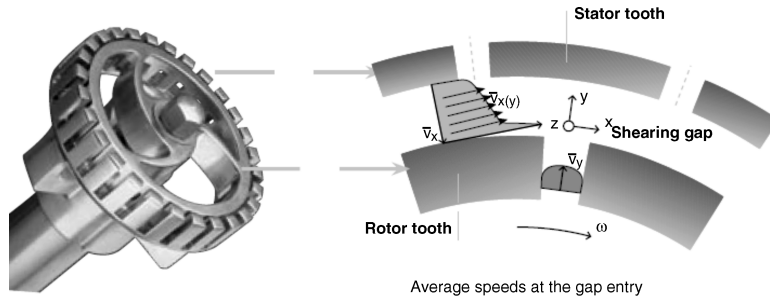 Stator tooth
v̄x(y)
y
z
x
v̄x
Shearing gap
v̄y
Rotor tooth
ω
Average speeds at the gap entry